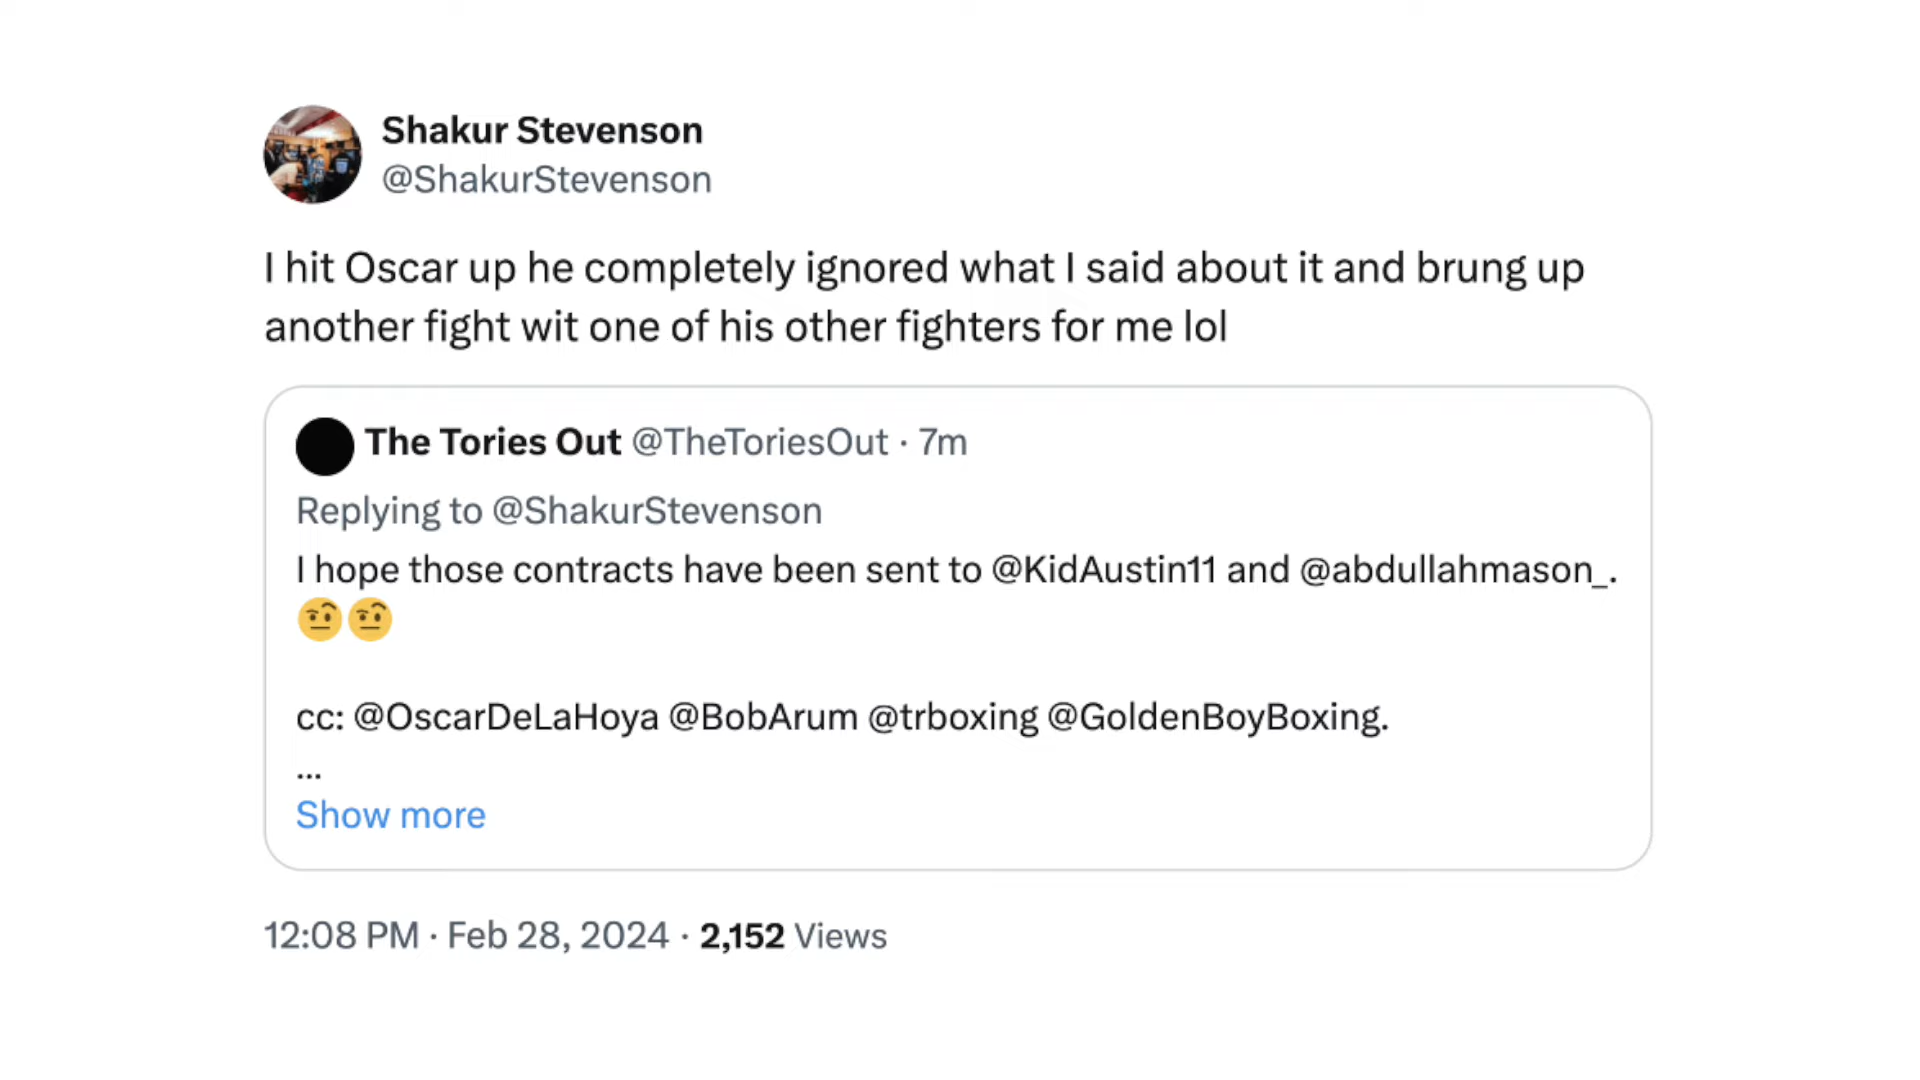 Shakur Stevenson
@ShakurStevenson
I hit Oscar up he completely ignored what I said about it and brung up
another fight wit one of his other fighters for me lol
The Tories Out @TheToriesOut · 7m
Replying to @ShakurStevenson
I hope those contracts have been sent to @KidAustin11 and @abdullahmason_.
🤨🤨
cc: @OscarDeLaHoya @BobArum @trboxing @GoldenBoyBoxing.
...
Show more
12:08 PM · Feb 28, 2024 · 2,152 Views